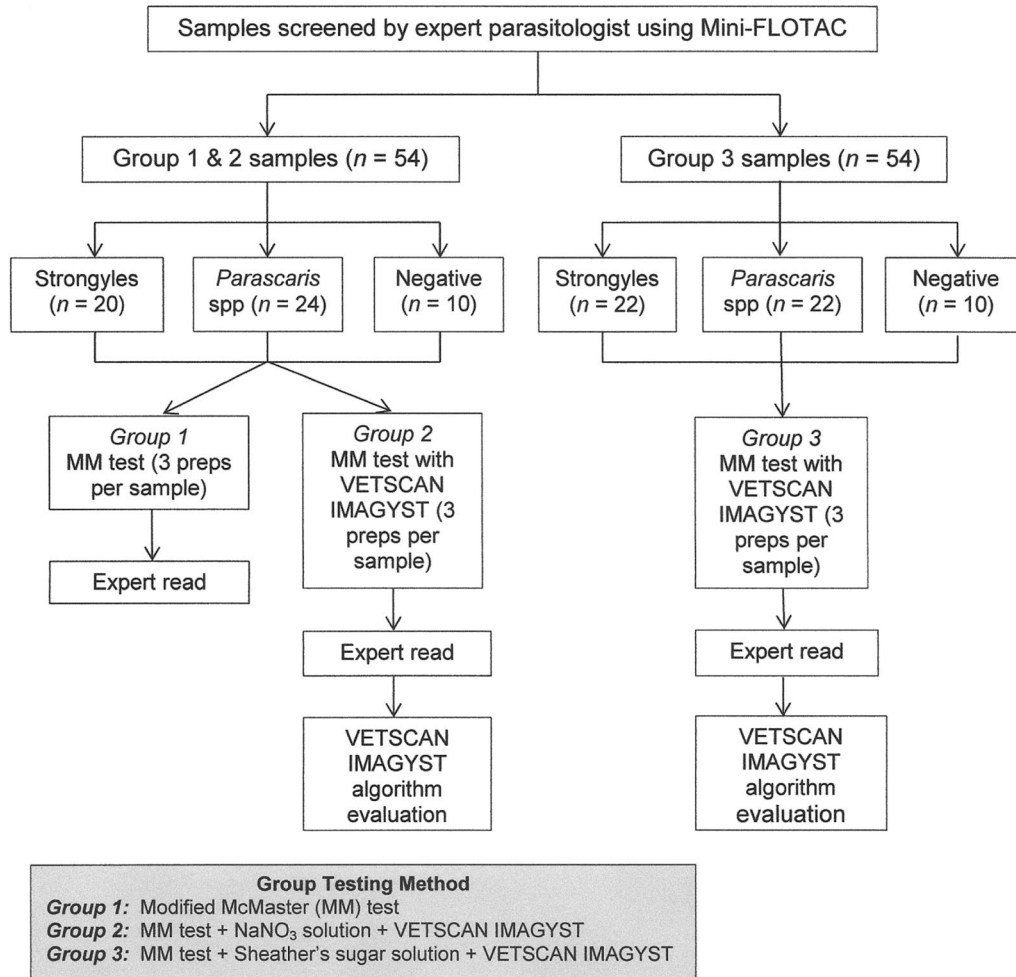 Samples screened by expert parasitologist using Mini-FLOTAC
Group 1 & 2 samples (n = 54)
Group 3 samples (n = 54)
Strongyles
(n = 20)
Parascaris
spp (n = 24)
Negative
(n = 10)
Strongyles
(n = 22)
Parascaris
spp (n = 22)
Negative
(n = 10)
Group 1
MM test (3 preps
per sample)
Expert read
Group 2
MM test with
VETSCAN
IMAGYST (3
preps per
sample)
Expert read
VETSCAN
IMAGYST
algorithm
evaluation
Group 3
MM test with
VETSCAN
IMAGYST (3
preps per
sample)
Expert read
VETSCAN
IMAGYST
algorithm
evaluation
Group Testing Method
Group 1: Modified McMaster (MM) test
Group 2: MM test + NaNO₃ solution + VETSCAN IMAGYST
Group 3: MM test + Sheather's sugar solution + VETSCAN IMAGYST